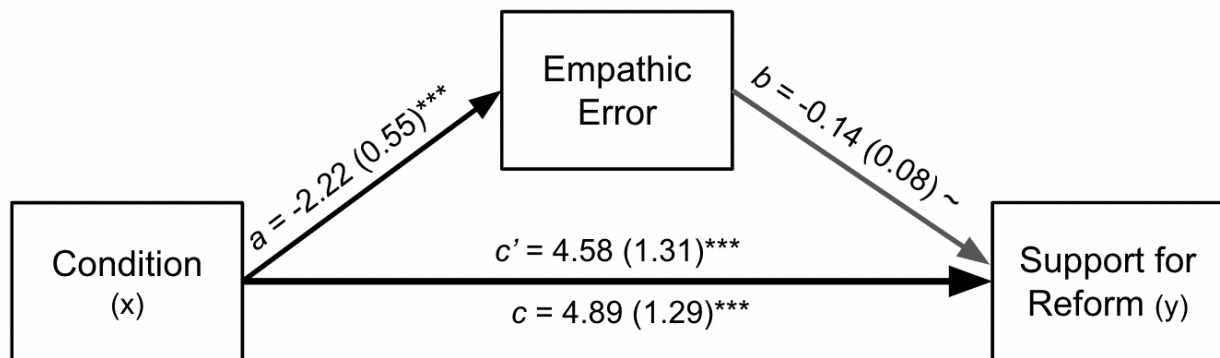 Empathic
Error
a = -2.22 (0.55)***
b = -0.14 (0.08) ~
Condition
(x)
c’ = 4.58 (1.31)***
c = 4.89 (1.29)***
Support for
Reform (y)